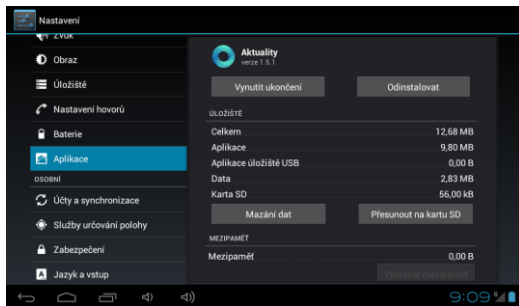 Nastavení
Zvuk
Obraz
Úložiště
Nastavení hovorů
Baterie
Aplikace
OSOBNÍ
Účty a synchronizace
Služby určování polohy
Zabezpečení
Jazyk a vstup
Aktuality
verze 1.5.1
Vynutit ukončení
Odinstalovat
ÚLOŽIŠTĚ
Celkem 12,68 MB
Aplikace 9,80 MB
Aplikace úložiště USB 0,00 B
Data 2,83 MB
Karta SD 56,00 kB
Mazání dat
Přesunout na kartu SD
MEZIPAMĚŤ
Mezipaměť 0,00 B
Vymazat mezipaměť
9:09